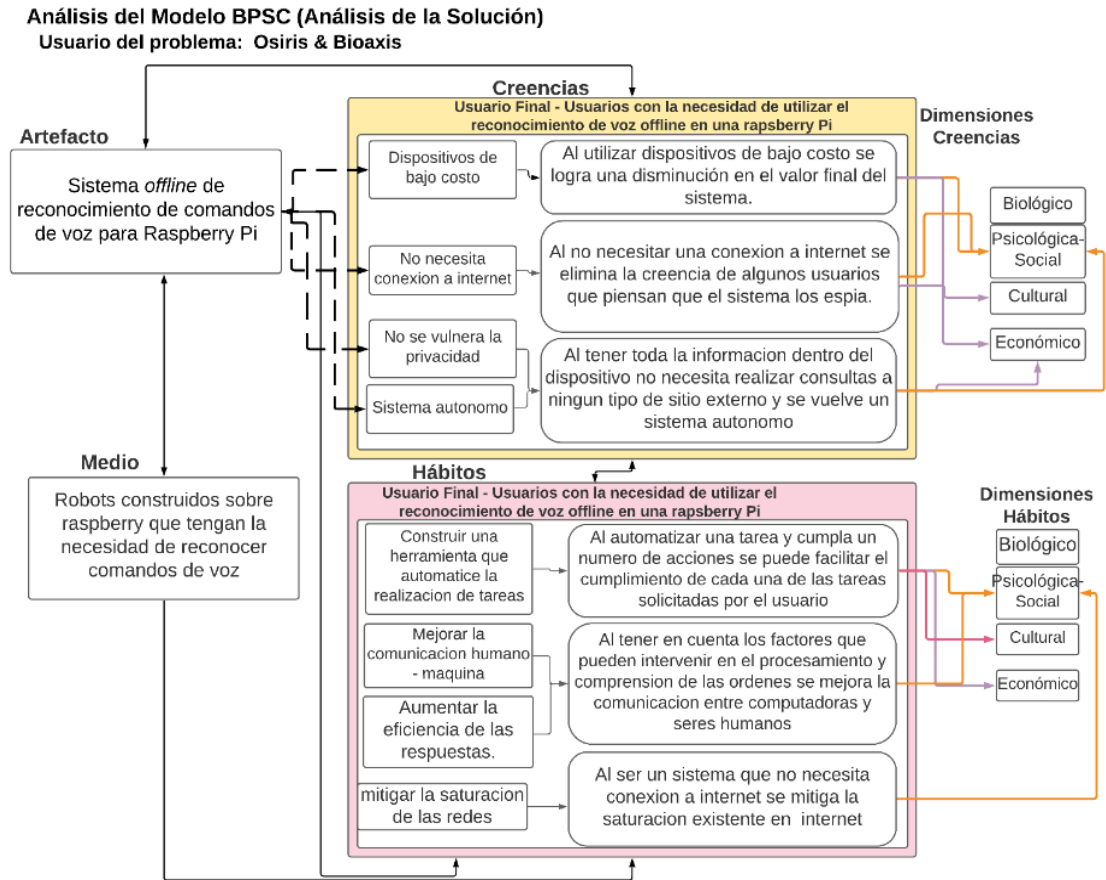 Análisis del Modelo BPSC (Análisis de la Solución)
Usuario del problema: Osiris & Bioaxis
Artefacto
Sistema offline de
reconocimiento de comandos
de voz para Raspberry Pi
Medio
Robots construidos sobre
raspberry que tengan la
necesidad de reconocer
comandos de voz
Creencias
Usuario Final - Usuarios con la necesidad de utilizar el
reconocimiento de voz offline en una rapsberry Pi
Dispositivos de
bajo costo
Al utilizar dispositivos de bajo costo se
logra una disminución en el valor final del
sistema.
No necesita
conexion a internet
Al no necesitar una conexion a internet se
elimina la creencia de algunos usuarios
que piensan que el sistema los espia.
No se vulnera la
privacidad
Sistema autonomo
Al tener toda la informacion dentro del
dispositivo no necesita realizar consultas a
ningun tipo de sitio externo y se vuelve un
sistema autonomo
Dimensiones
Creencias
Biológico
Psicológica-
Social
Cultural
Económico
Hábitos
Usuario Final - Usuarios con la necesidad de utilizar el
reconocimiento de voz offline en una rapsberry Pi
Construir una
herramienta que
automatice la
realizacion de tareas
Al automatizar una tarea y cumpla un
numero de acciones se puede facilitar el
cumplimiento de cada una de las tareas
solicitadas por el usuario
Mejorar la
comunicacion humano
- maquina
Aumentar la
eficiencia de las
respuestas.
Al tener en cuenta los factores que
pueden intervenir en el procesamiento y
comprension de las ordenes se mejora la
comunicacion entre computadoras y
seres humanos
mitigar la saturacion
de las redes
Al ser un sistema que no necesita
conexion a internet se mitiga la
saturacion existente en internet
Dimensiones
Hábitos
Biológico
Psicológica-
Social
Cultural
Económico